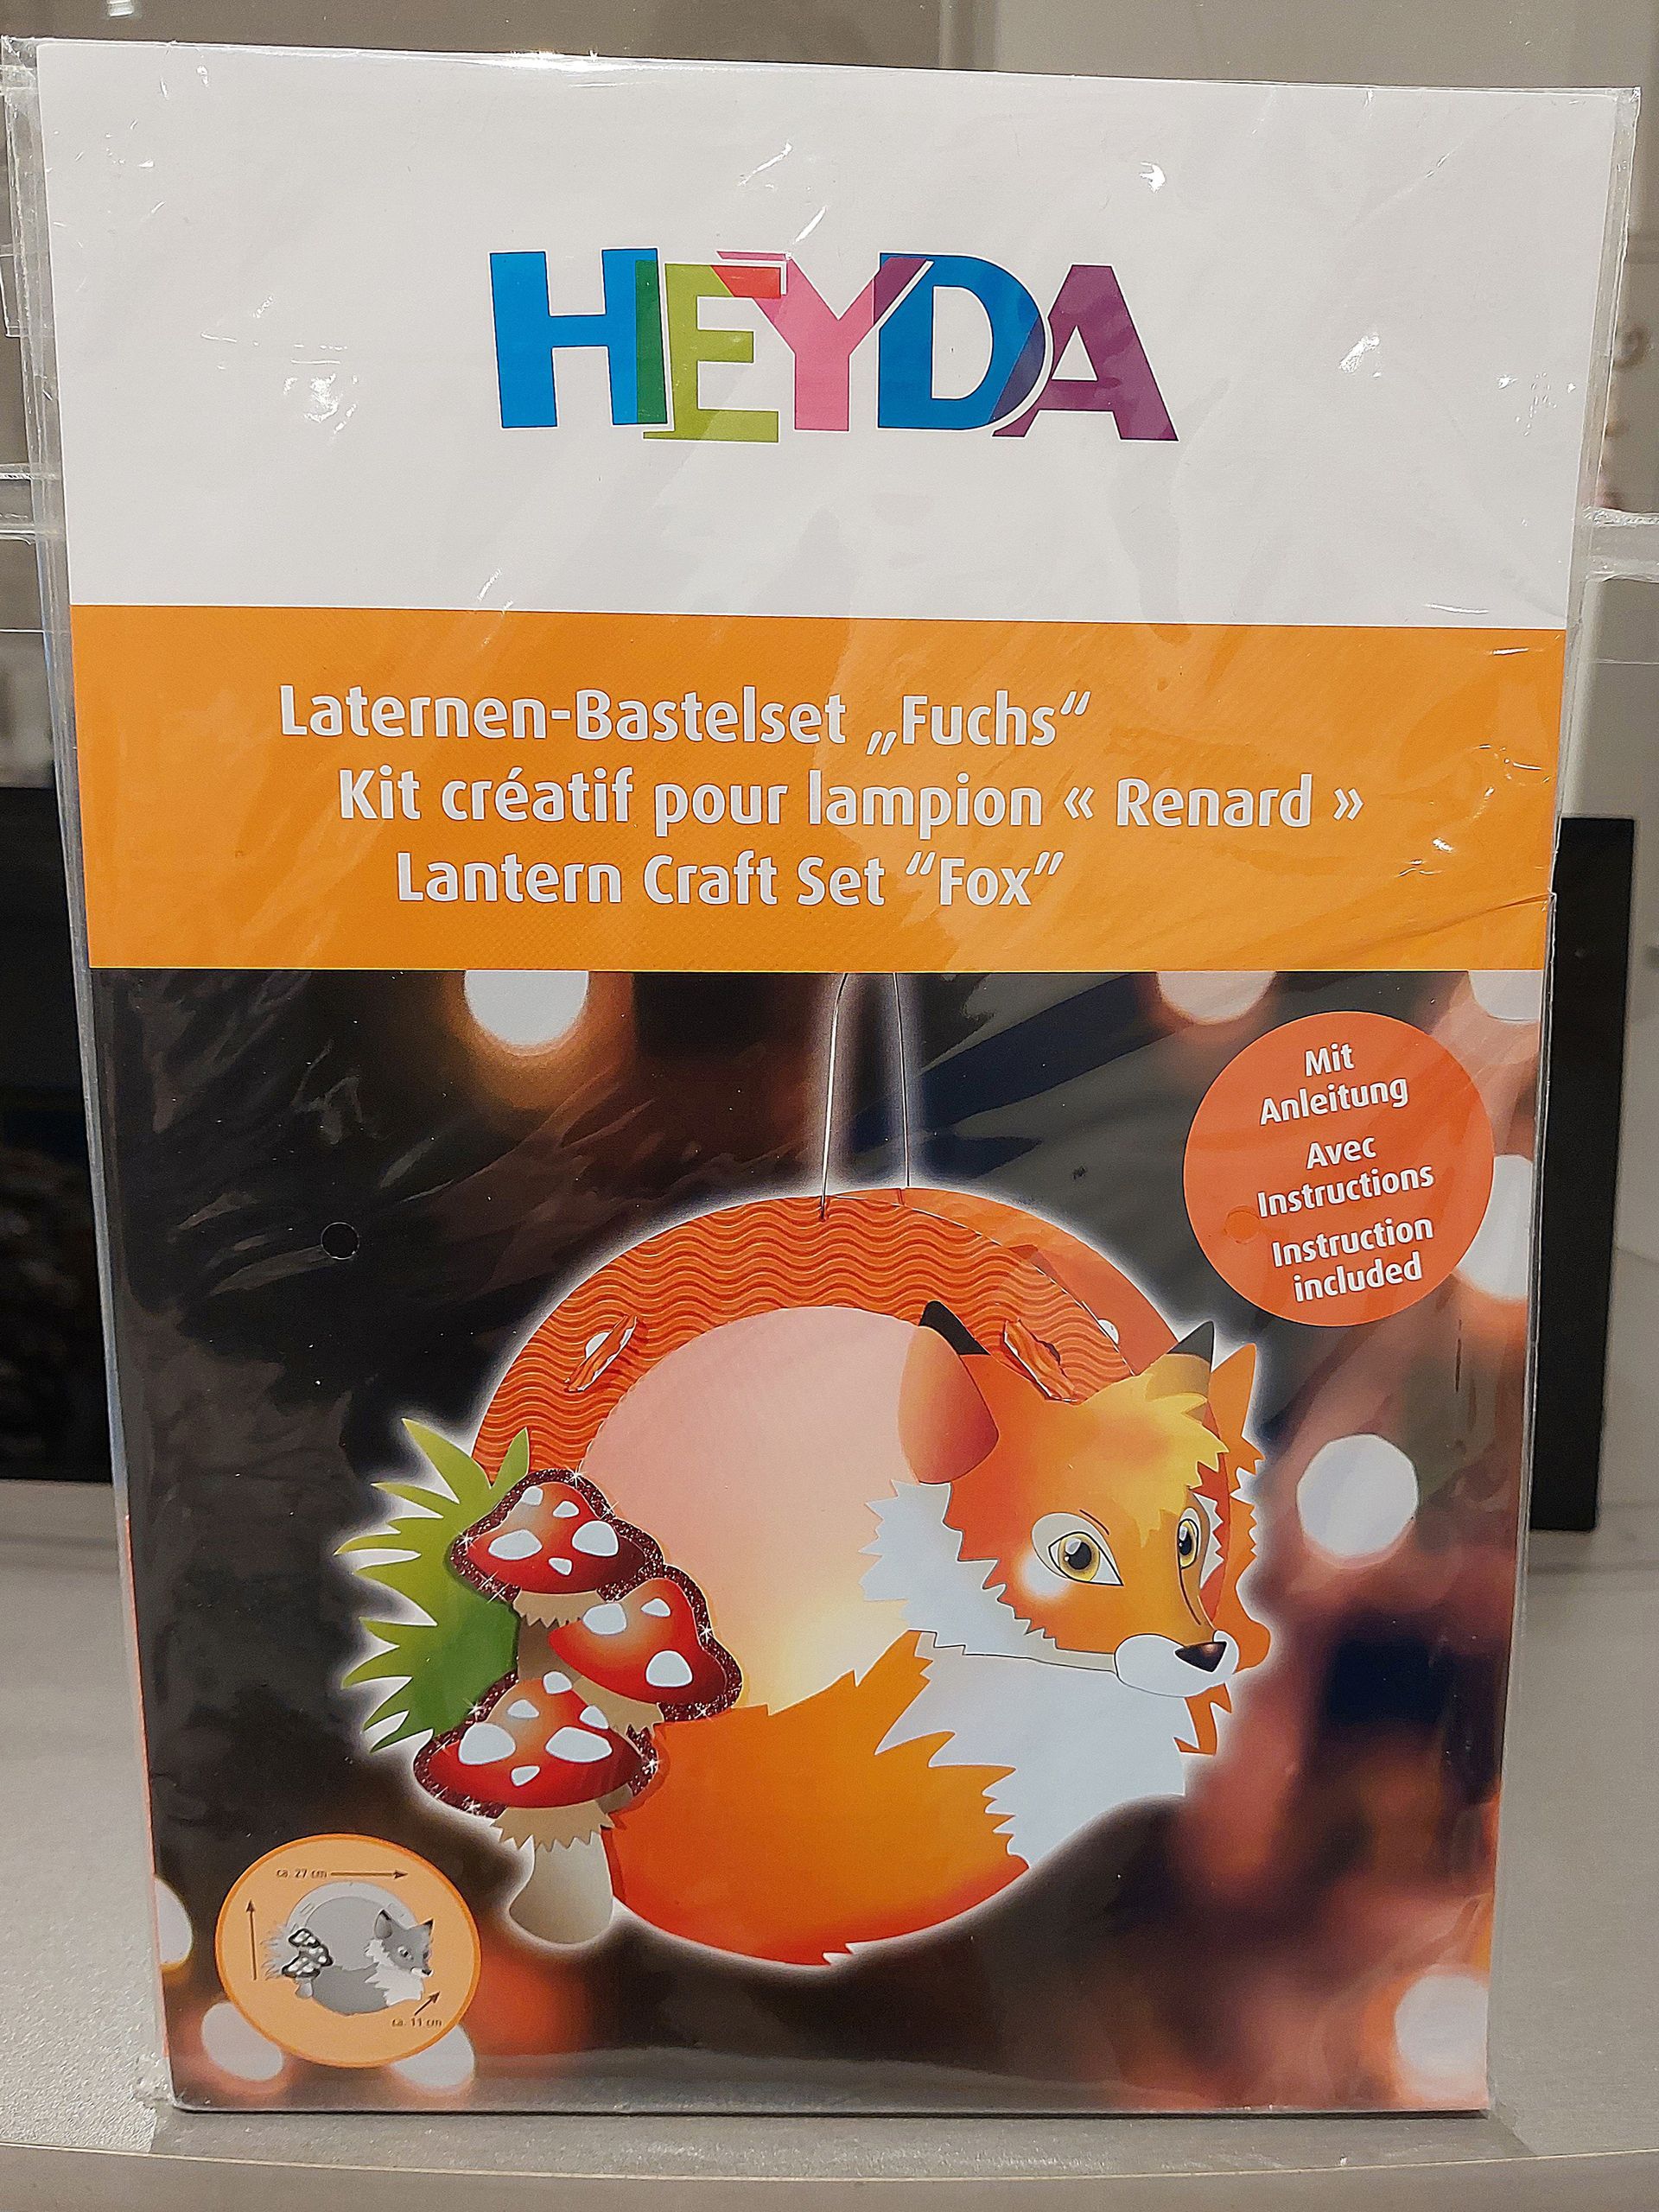 HEYDA
Laternen-Bastelset „Fuchs“
Kit créatif pour lampion « Renard »
Lantern Craft Set “Fox”
Mit
Anleitung
Avec
Instructions
Instruction
included
ca. 27 cm
ca. 11 cm